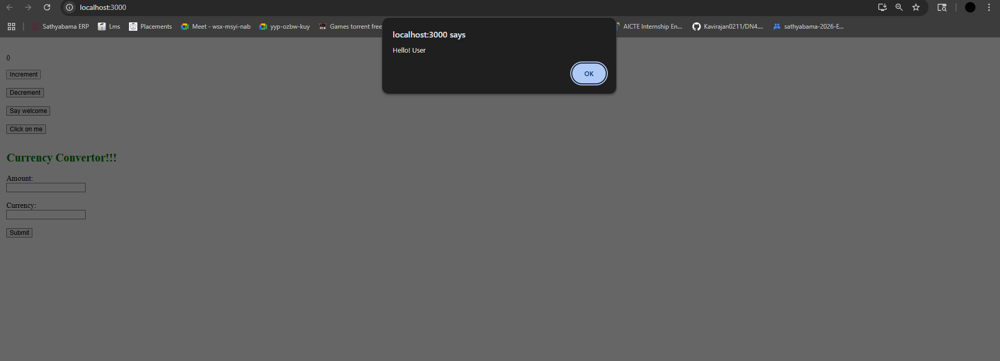 localhost:3000
Sathyabama ERP Lms Placements Meet - wsx-msyi-nab yyp-ozbw-kuy Games torrent free AICTE Internship En... Kavirajan0211/DN4.... sathyabama-2026-E...
localhost:3000 says
Hello! User
OK
0
Increment
Decrement
Say welcome
Click on me
Currency Convertor!!!
Amount:
Currency:
Submit